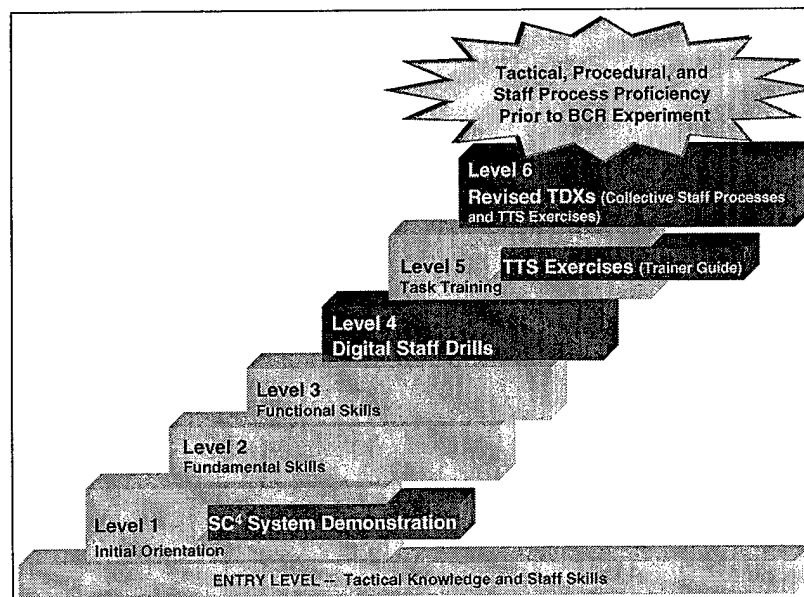 Tactical, Procedural, and
Staff Process Proficiency
Prior to BCR Experiment
Level 6
Revised TDXs (Collective Staff Processes
and TTS Exercises)
Level 5
Task Training
TTS Exercises (Trainer Guide)
Level 4
Digital Staff Drills
Level 3
Functional Skills
Level 2
Fundamental Skills
Level 1
Initial Orientation
SC⁴ System Demonstration
ENTRY LEVEL -- Tactical Knowledge and Staff Skills